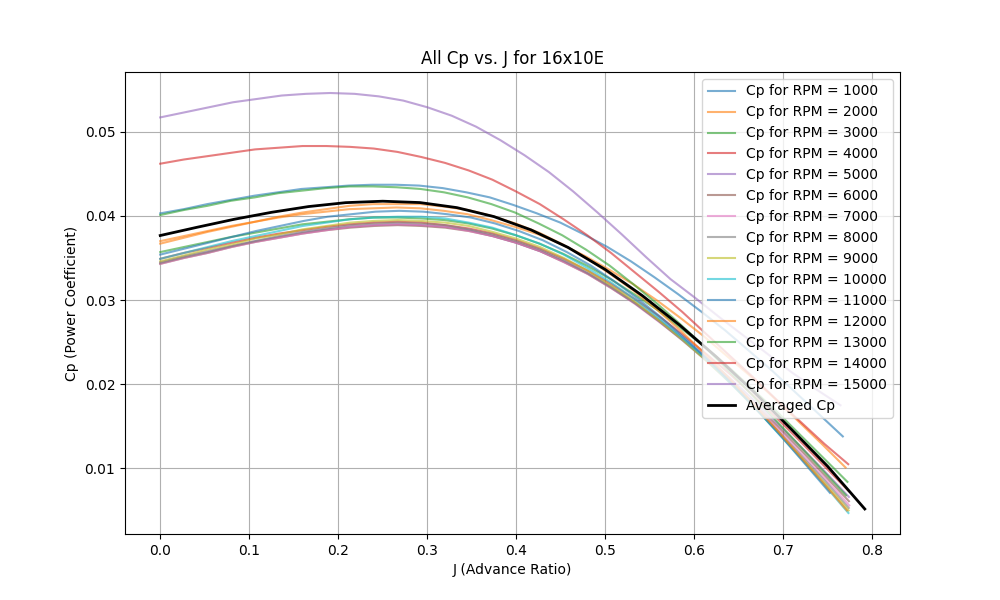 All Cp vs. J for 16x10E
Cp (Power Coefficient)
0.05
0.04
0.03
0.02
0.01
0.0 0.1 0.2 0.3 0.4 0.5 0.6 0.7 0.8
J (Advance Ratio)
Cp for RPM = 1000
Cp for RPM = 2000
Cp for RPM = 3000
Cp for RPM = 4000
Cp for RPM = 5000
Cp for RPM = 6000
Cp for RPM = 7000
Cp for RPM = 8000
Cp for RPM = 9000
Cp for RPM = 10000
Cp for RPM = 11000
Cp for RPM = 12000
Cp for RPM = 13000
Cp for RPM = 14000
Cp for RPM = 15000
Averaged Cp